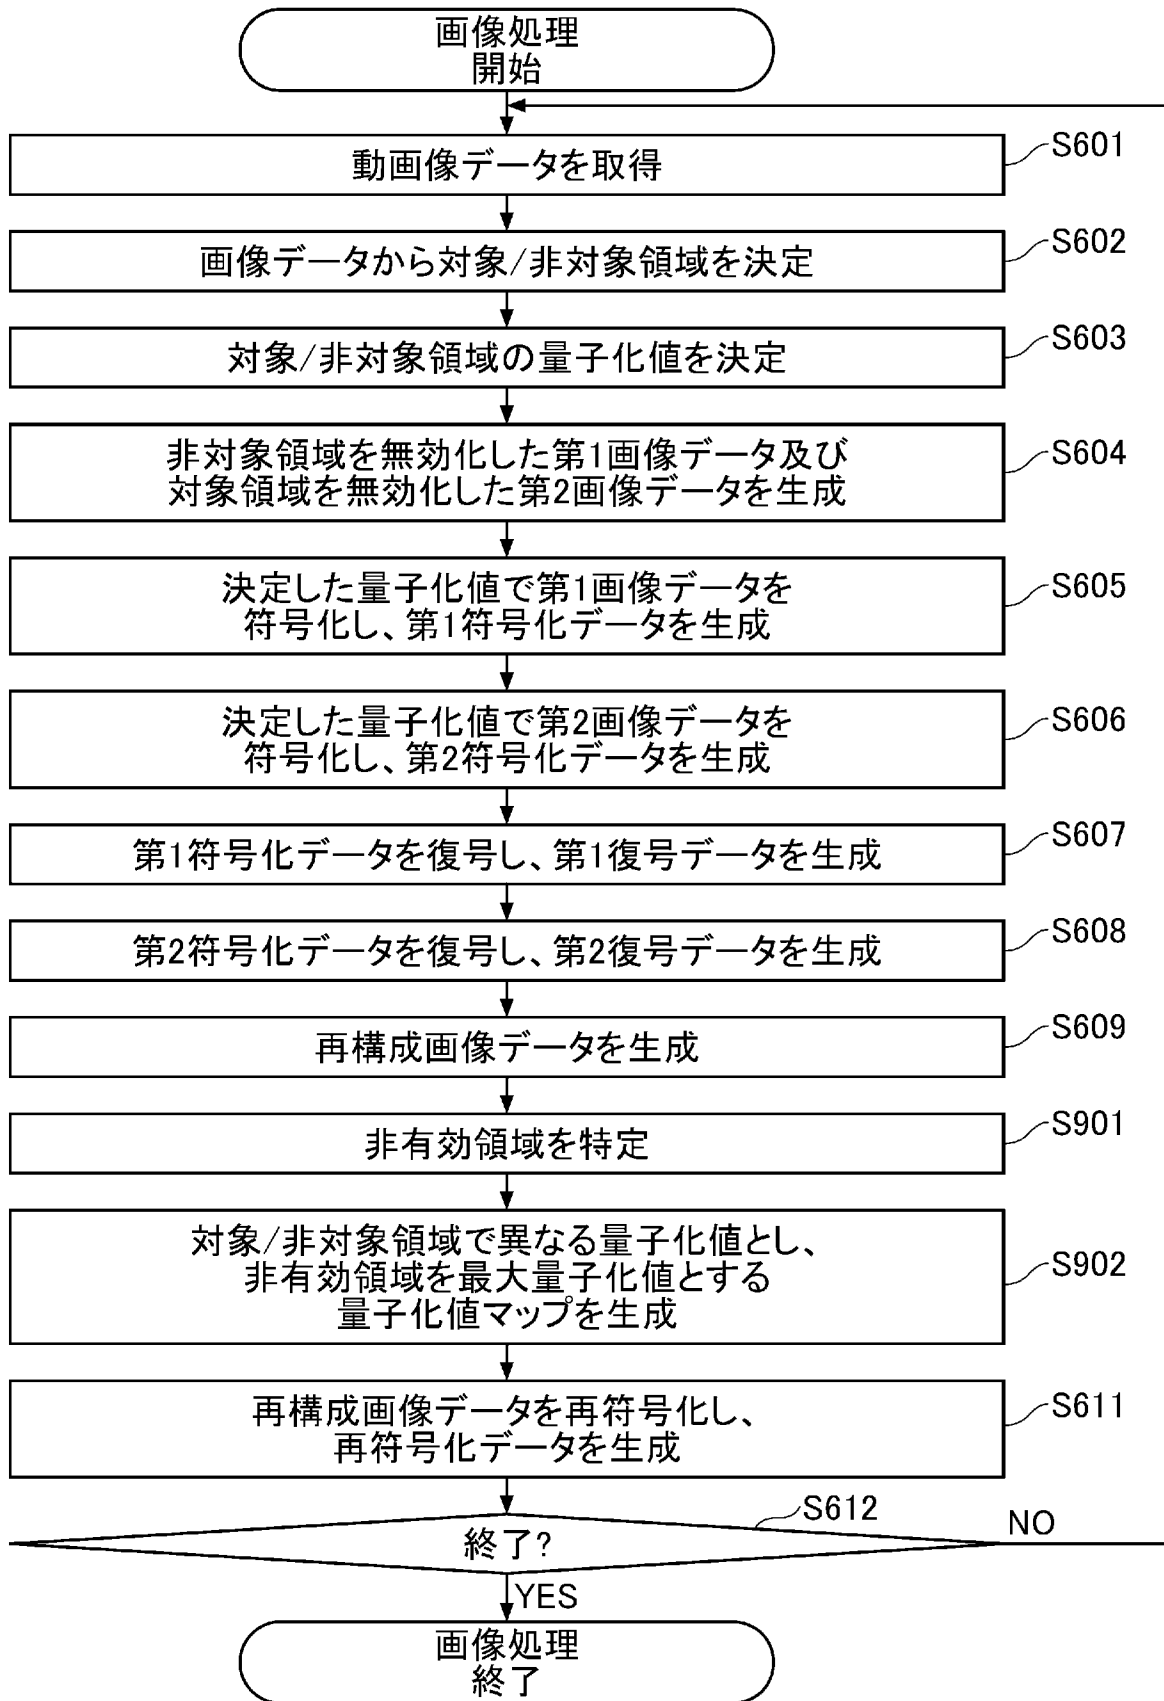 画像処理
開始
動画像データを取得
S601
画像データから対象/非対象領域を決定
S602
対象/非対象領域の量子化値を決定
S603
非対象領域を無効化した第1画像データ及び
対象領域を無効化した第2画像データを生成
S604
決定した量子化値で第1画像データを
符号化し、第1符号化データを生成
S605
決定した量子化値で第2画像データを
符号化し、第2符号化データを生成
S606
第1符号化データを復号し、第1復号データを生成
S607
第2符号化データを復号し、第2復号データを生成
S608
再構成画像データを生成
S609
非有効領域を特定
S901
対象/非対象領域で異なる量子化値とし、
非有効領域を最大量子化値とする
量子化値マップを生成
S902
再構成画像データを再符号化し、
再符号化データを生成
S611
終了?
S612
NO
YES
画像処理
終了